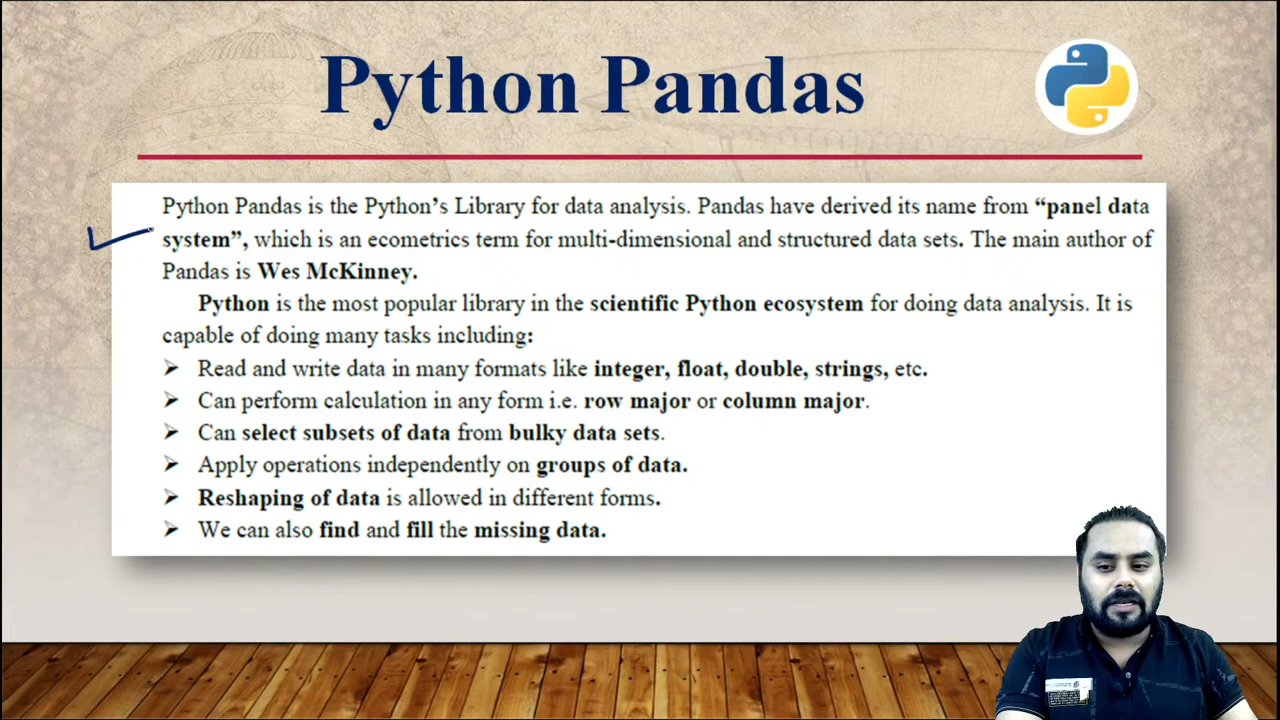 Python Pandas
Python Pandas is the Python's Library for data analysis. Pandas have derived its name from “panel data
system”, which is an ecometrics term for multi-dimensional and structured data sets. The main author of
Pandas is Wes McKinney.
Python is the most popular library in the scientific Python ecosystem for doing data analysis. It is
capable of doing many tasks including:
➤ Read and write data in many formats like integer, float, double, strings, etc.
➤ Can perform calculation in any form i.e. row major or column major.
➤ Can select subsets of data from bulky data sets.
➤ Apply operations independently on groups of data.
➤ Reshaping of data is allowed in different forms.
➤ We can also find and fill the missing data.